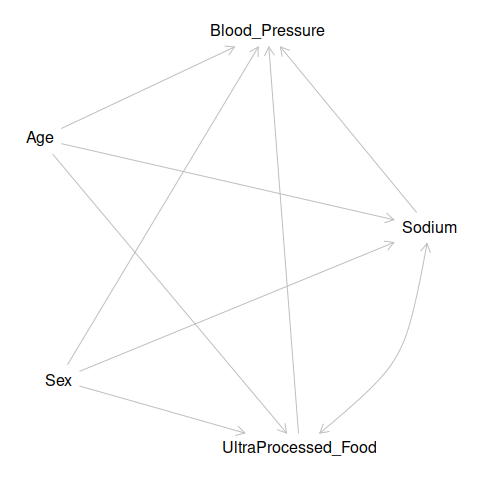 Blood_Pressure
Age
Sodium
Sex
UltraProcessed_Food